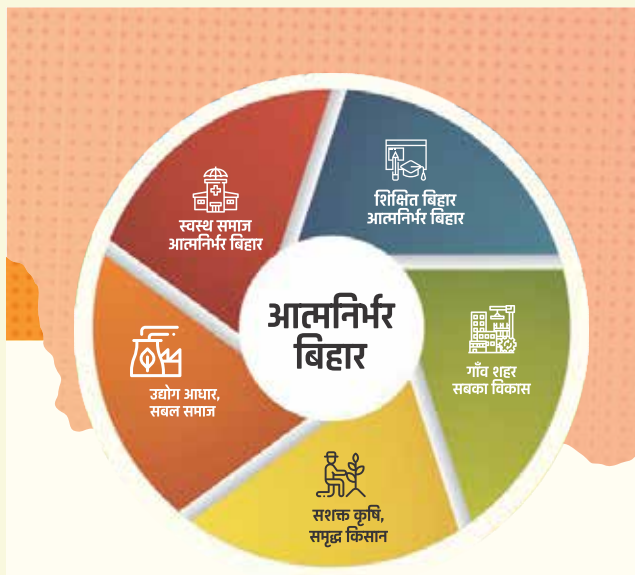 स्वस्थ समाज
आत्मनिर्भर बिहार
शिक्षित बिहार
आत्मनिर्भर बिहार
आत्मनिर्भर
बिहार
गाँव शहर
सबका विकास
उद्योग आधार,
सबल समाज
सशक्त कृषि,
समृद्ध किसान